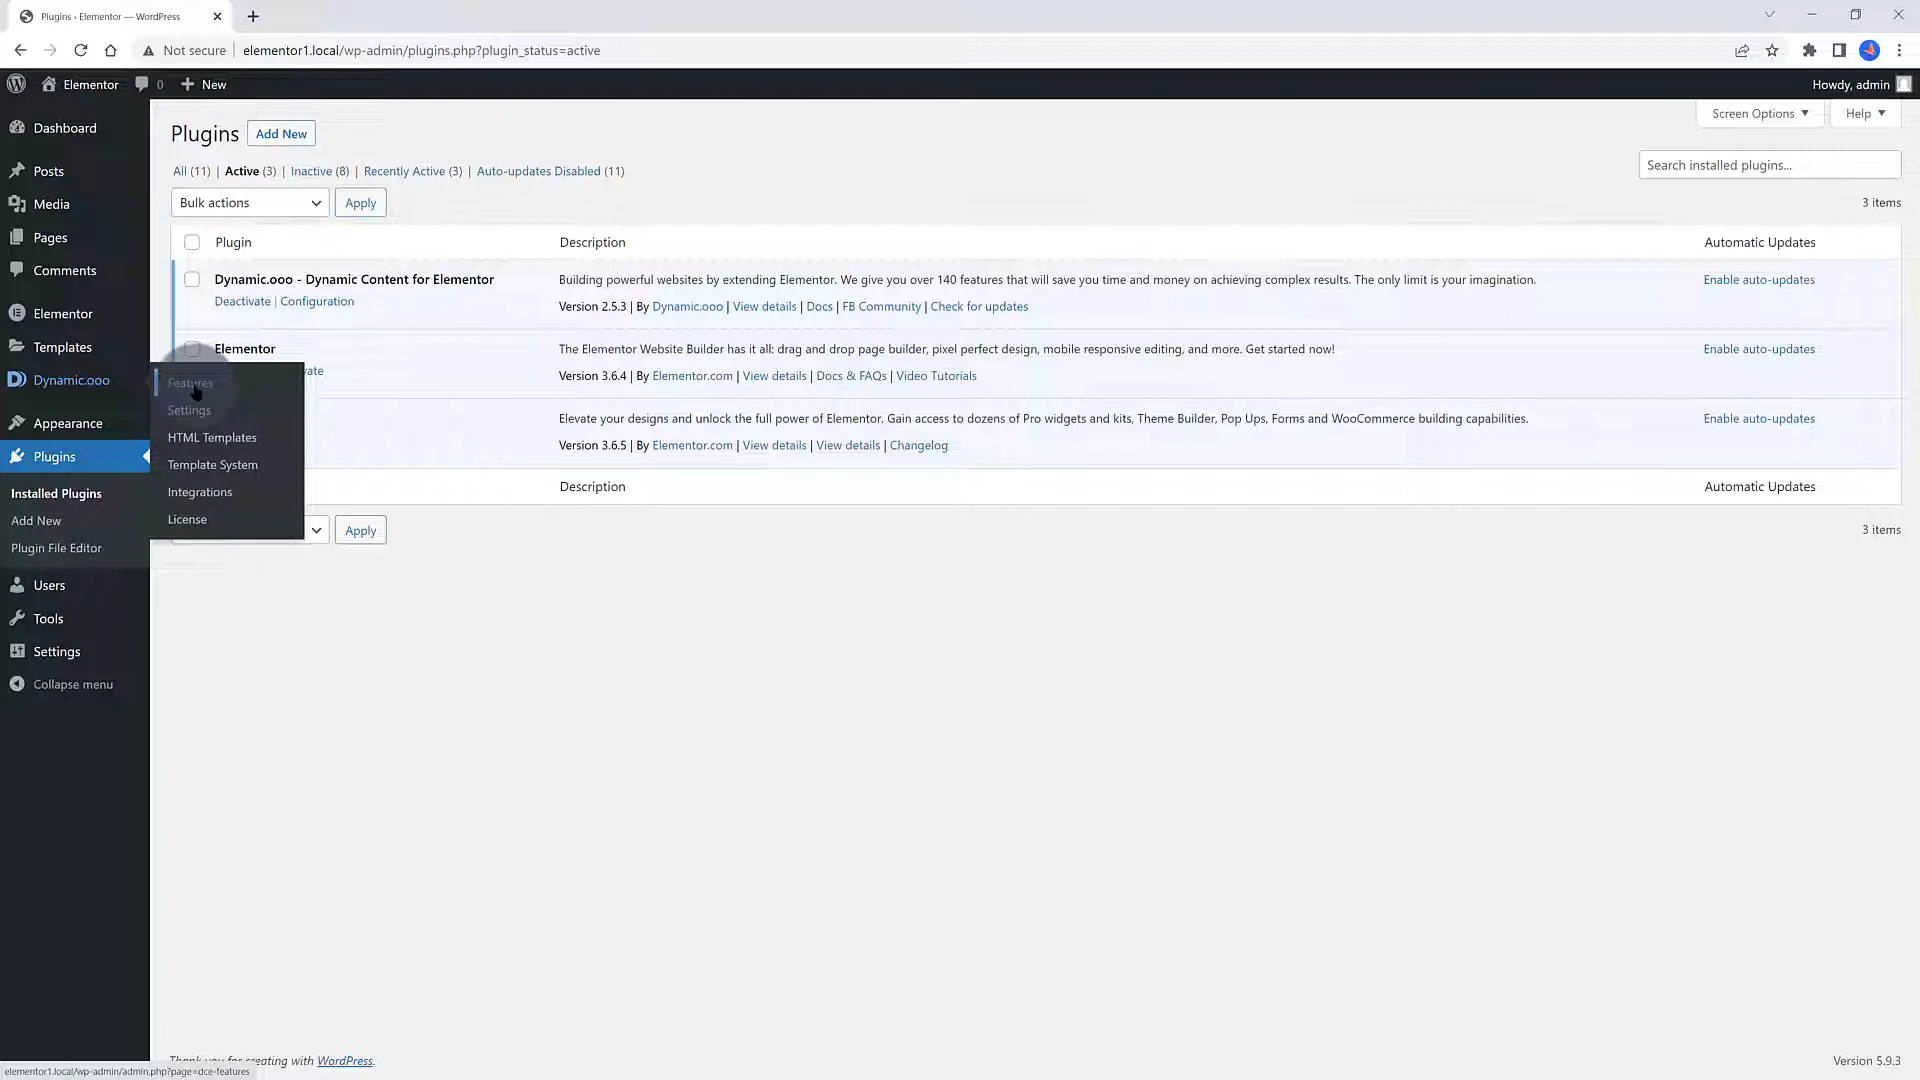 Plugins ‹ Elementor — WordPress
Not secure elementor1.local/wp-admin/plugins.php?plugin_status=active
Elementor 0 New Howdy, admin
Screen Options Help
Dashboard
Posts
Media
Pages
Comments
Elementor
Templates
Dynamic.ooo
Appearance
Plugins
Installed Plugins
Add New
Plugin File Editor
Users
Tools
Settings
Collapse menu
Features
Settings
HTML Templates
Template System
Integrations
License
Plugins Add New
All (11) | Active (3) | Inactive (8) | Recently Active (3) | Auto-updates Disabled (11)
Search installed plugins...
Bulk actions Apply 3 items
Plugin Description Automatic Updates
Dynamic.ooo - Dynamic Content for Elementor Building powerful websites by extending Elementor. We give you over 140 features that will save you time and money on achieving complex results. The only limit is your imagination. Enable auto-updates
Deactivate | Configuration Version 2.5.3 | By Dynamic.ooo | View details | Docs | FB Community | Check for updates
Elementor The Elementor Website Builder has it all: drag and drop page builder, pixel perfect design, mobile responsive editing, and more. Get started now! Enable auto-updates
vate Version 3.6.4 | By Elementor.com | View details | Docs & FAQs | Video Tutorials
Elevate your designs and unlock the full power of Elementor. Gain access to dozens of Pro widgets and kits, Theme Builder, Pop Ups, Forms and WooCommerce building capabilities. Enable auto-updates
Version 3.6.5 | By Elementor.com | View details | View details | Changelog
Description Automatic Updates
Apply 3 items
Thank you for creating with WordPress. Version 5.9.3
elementor1.local/wp-admin/admin.php?page=dce-features